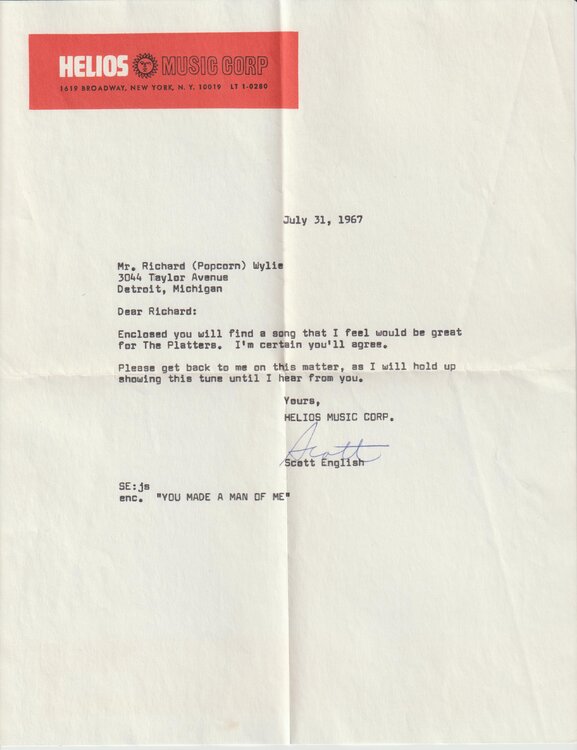 HELIOS MUSIC CORP
1619 BROADWAY, NEW YORK, N. Y. 10019 LT 1-0280
July 31, 1967
Mr. Richard (Popcorn) Wylie
3044 Taylor Avenue
Detroit, Michigan
Dear Richard:
Enclosed you will find a song that I feel would be great
for The Platters. I'm certain you'll agree.
Please get back to me on this matter, as I will hold up
showing this tune until I hear from you.
Yours,
HELIOS MUSIC CORP.
Scott
Scott English
SE:js
enc. "YOU MADE A MAN OF ME"